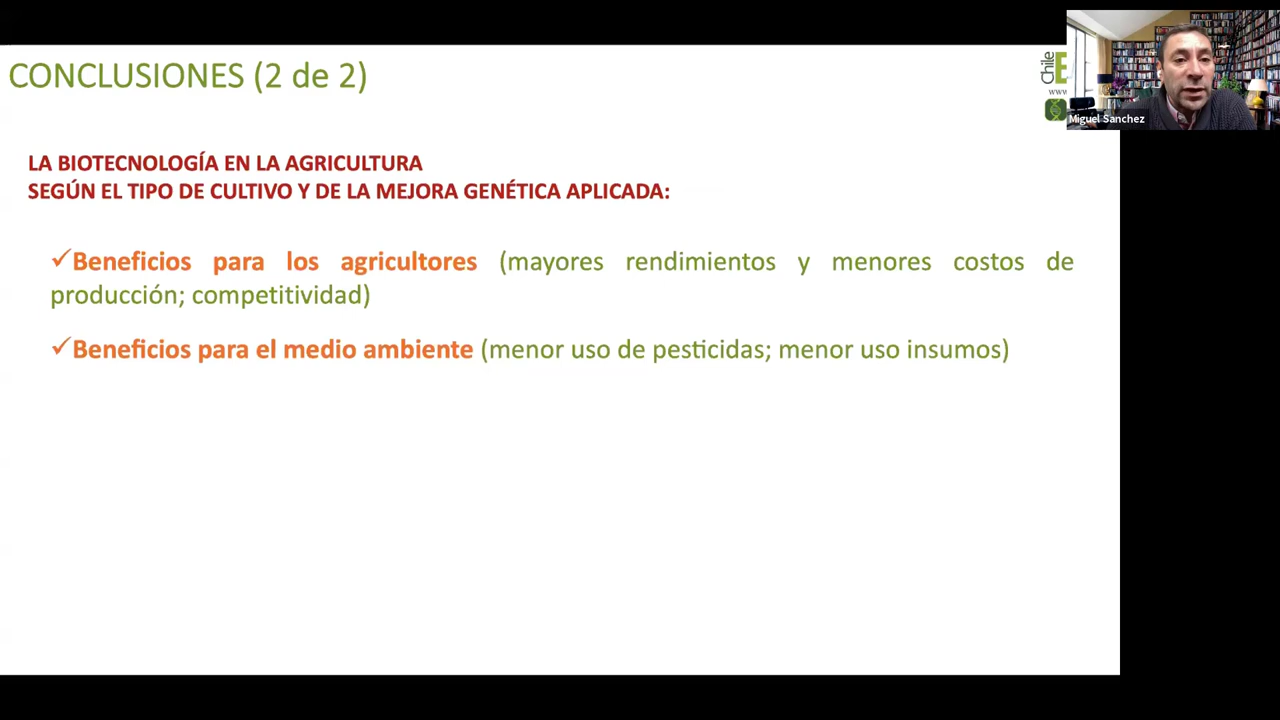 CONCLUSIONES (2 de 2)
Chile
E
www
Miguel Sanchez
LA BIOTECNOLOGÍA EN LA AGRICULTURA
SEGÚN EL TIPO DE CULTIVO Y DE LA MEJORA GENÉTICA APLICADA:
✓Beneficios para los agricultores (mayores rendimientos y menores costos de
producción; competitividad)
✓Beneficios para el medio ambiente (menor uso de pesticidas; menor uso insumos)